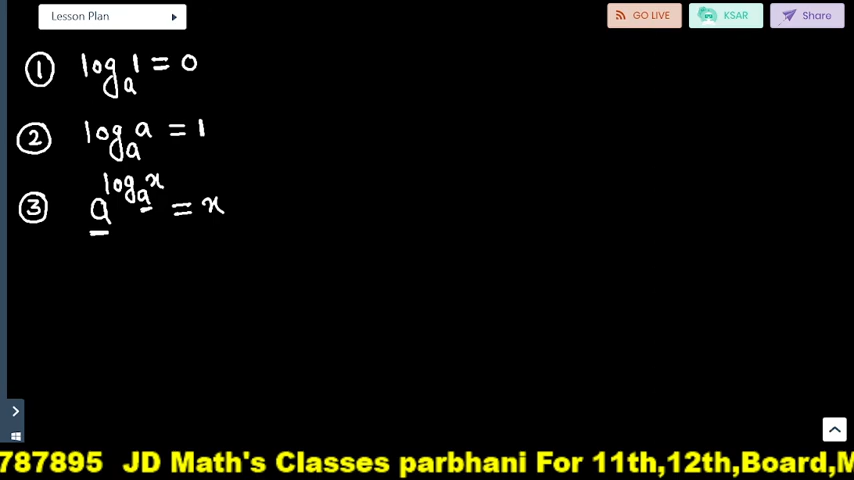 Lesson Plan
GO LIVE
KSAR
Share
① logₐ1 = 0
② logₐa = 1
③ a^(logₐx) = x
787895 JD Math's Classes parbhani For 11th,12th,Board,M